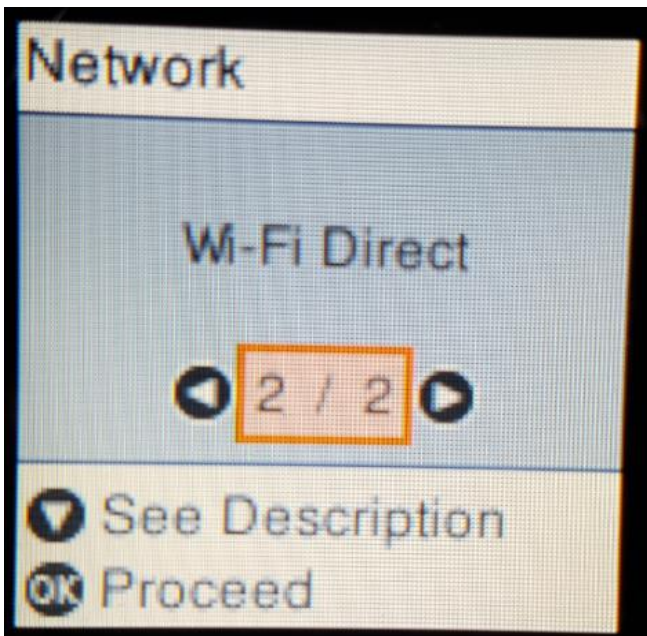 Network
Wi-Fi Direct
2 / 2
See Description
OK Proceed